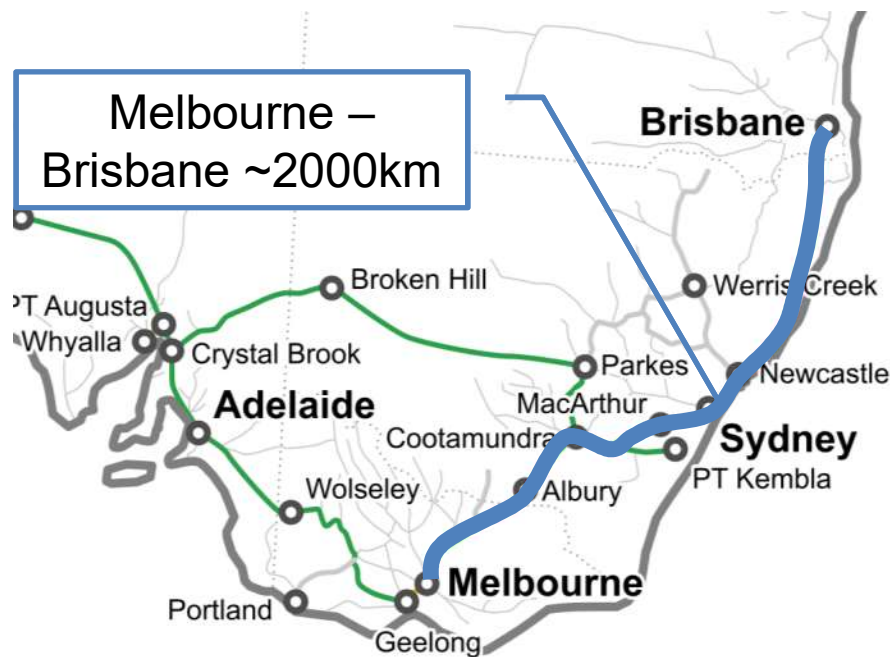 Melbourne –
Brisbane ~2000km
Brisbane
Broken Hill
Werris Creek
PT Augusta
Whyalla
Crystal Brook
Parkes
Newcastle
Adelaide
MacArthur
Cootamundra
Sydney
PT Kembla
Wolseley
Albury
Melbourne
Portland
Geelong